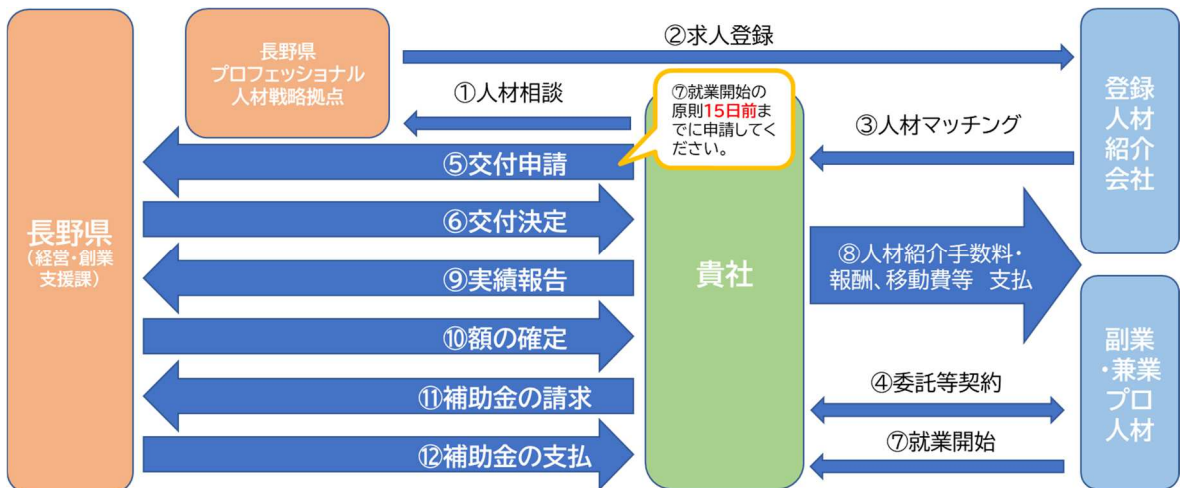 長野県
プロフェッショナル
人材戦略拠点
②求人登録
①人材相談
⑦就業開始の
原則15日前ま
でに申請してく
ださい。
③人材マッチング
登録
人材
紹介
会社
⑤交付申請
⑥交付決定
長野県
(経営・創業
支援課)
⑨実績報告
貴社
⑧人材紹介手数料・
報酬、移動費等　支払
⑩額の確定
⑪補助金の請求
⑫補助金の支払
④委託等契約
⑦就業開始
副業
・兼業
プロ
人材